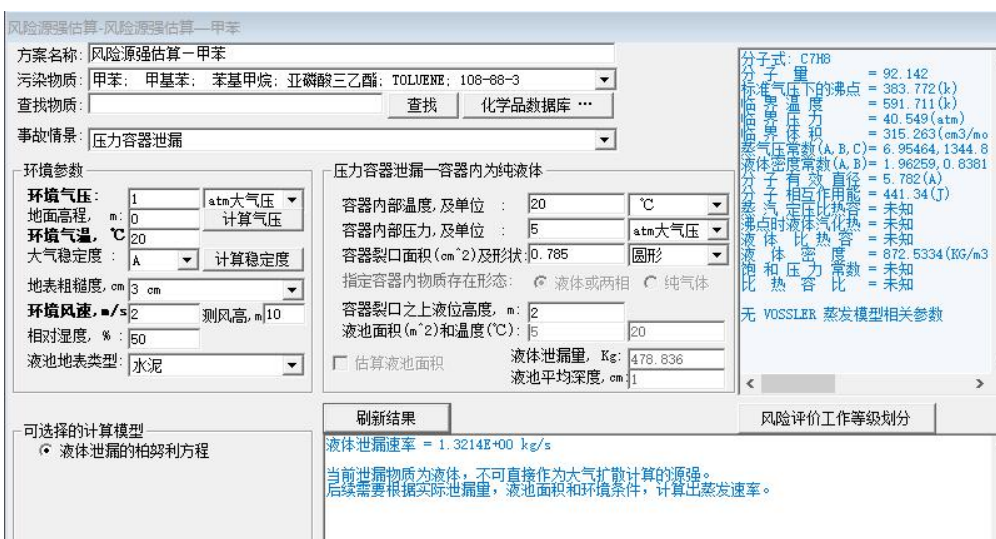 风险源强估算-风险源强估算—甲苯
方案名称: 风险源强估算－甲苯
污染物质: 甲苯; 甲基苯; 苯基甲烷; 亚磷酸三乙酯; TOLUENE; 108-88-3
查找物质: 查找 化学品数据库 …
事故情景: 压力容器泄漏
环境参数
环境气压: 1 atm大气压
地面高程, m: 0 计算气压
环境气温, ℃ 20
大气稳定度 : A 计算稳定度
地表粗糙度, cm 3 cm
环境风速, m/s 2 测风高, m 10
相对湿度, % : 50
液池地表类型: 水泥
压力容器泄漏—容器内为纯液体
容器内部温度, 及单位 : 20 ℃
容器内部压力, 及单位 : 5 atm大气压
容器裂口面积(cm^2)及形状: 0.785 圆形
指定容器内物质存在形态: 液体或两相 纯气体
容器裂口之上液位高度, m: 2
液池面积(m^2)和温度(℃): 5 20
估算液池面积 液体泄漏量, Kg: 478.836
液池平均深度, cm: 1
分子式: C7H8
分 子 量 = 92.142
标准气压下的沸点 = 383.772(k)
临 界 温 度 = 591.711(k)
临 界 压 力 = 40.549(atm)
临 界 体 积 = 315.263(cm3/mo
蒸气压常数(A,B,C)= 6.95464,1344.8
液体密度常数(A,B)= 1.96259,0.8381
分 子 有 效 直径 = 5.782(A)
分 子 相互作用能 = 441.34(J)
蒸 汽 定压比热容 = 未知
沸点时液体汽化热 = 未知
液 体 比 热 容 = 未知
液 体 密 度 = 872.5334(KG/m3
饱 和 压 力 常数 = 未知
比 热 容 比 = 未知
无 VOSSLER 蒸发模型相关参数
刷新结果
风险评价工作等级划分
可选择的计算模型
液体泄漏的柏努利方程
液体泄漏速率 = 1.3214E+00 kg/s
当前泄漏物质为液体，不可直接作为大气扩散计算的源强。
后续需要根据实际泄漏量，液池面积和环境条件，计算出蒸发速率。